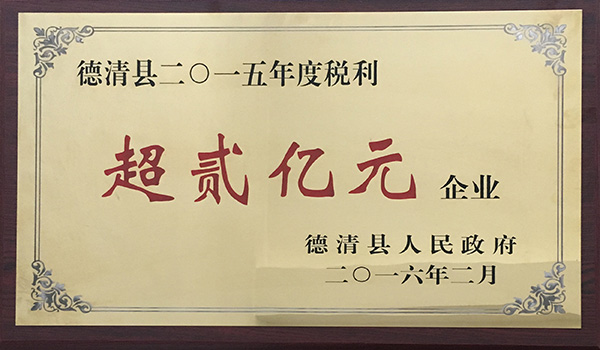 德清县二〇一五年度税利
超贰亿元 企业
德清县人民政府
二〇一六年二月